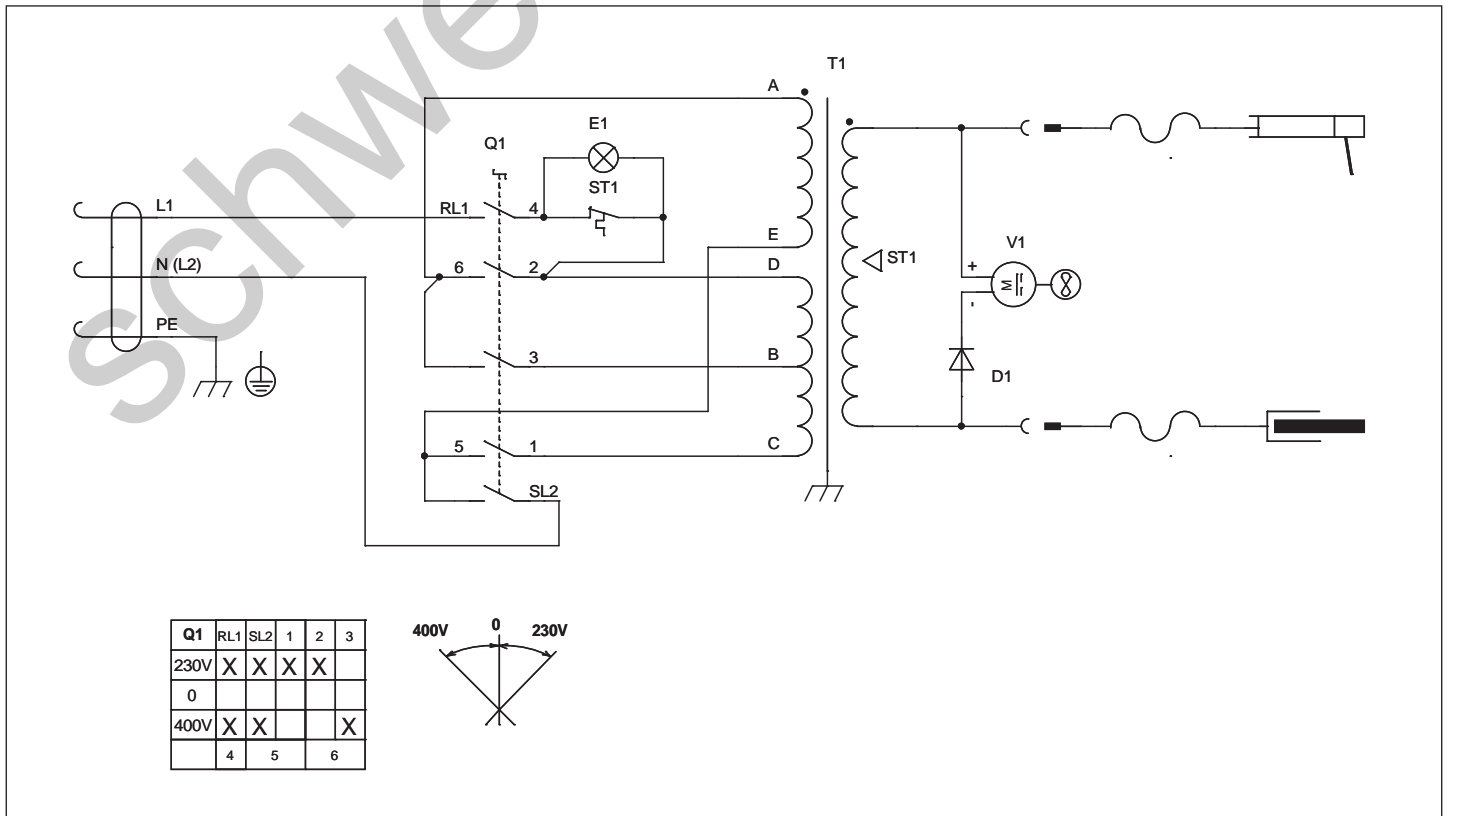 schwe
T1
A
E1
Q1
ST1
L1
RL1
4
E
N (L2)
6
2
D
ST1
V1
+
M
-
PE
3
B
D1
5
1
C
SL2
Q1 RL1 SL2 1 2 3
230V X X X X
0
400V X X X
4 5 6
400V 0 230V